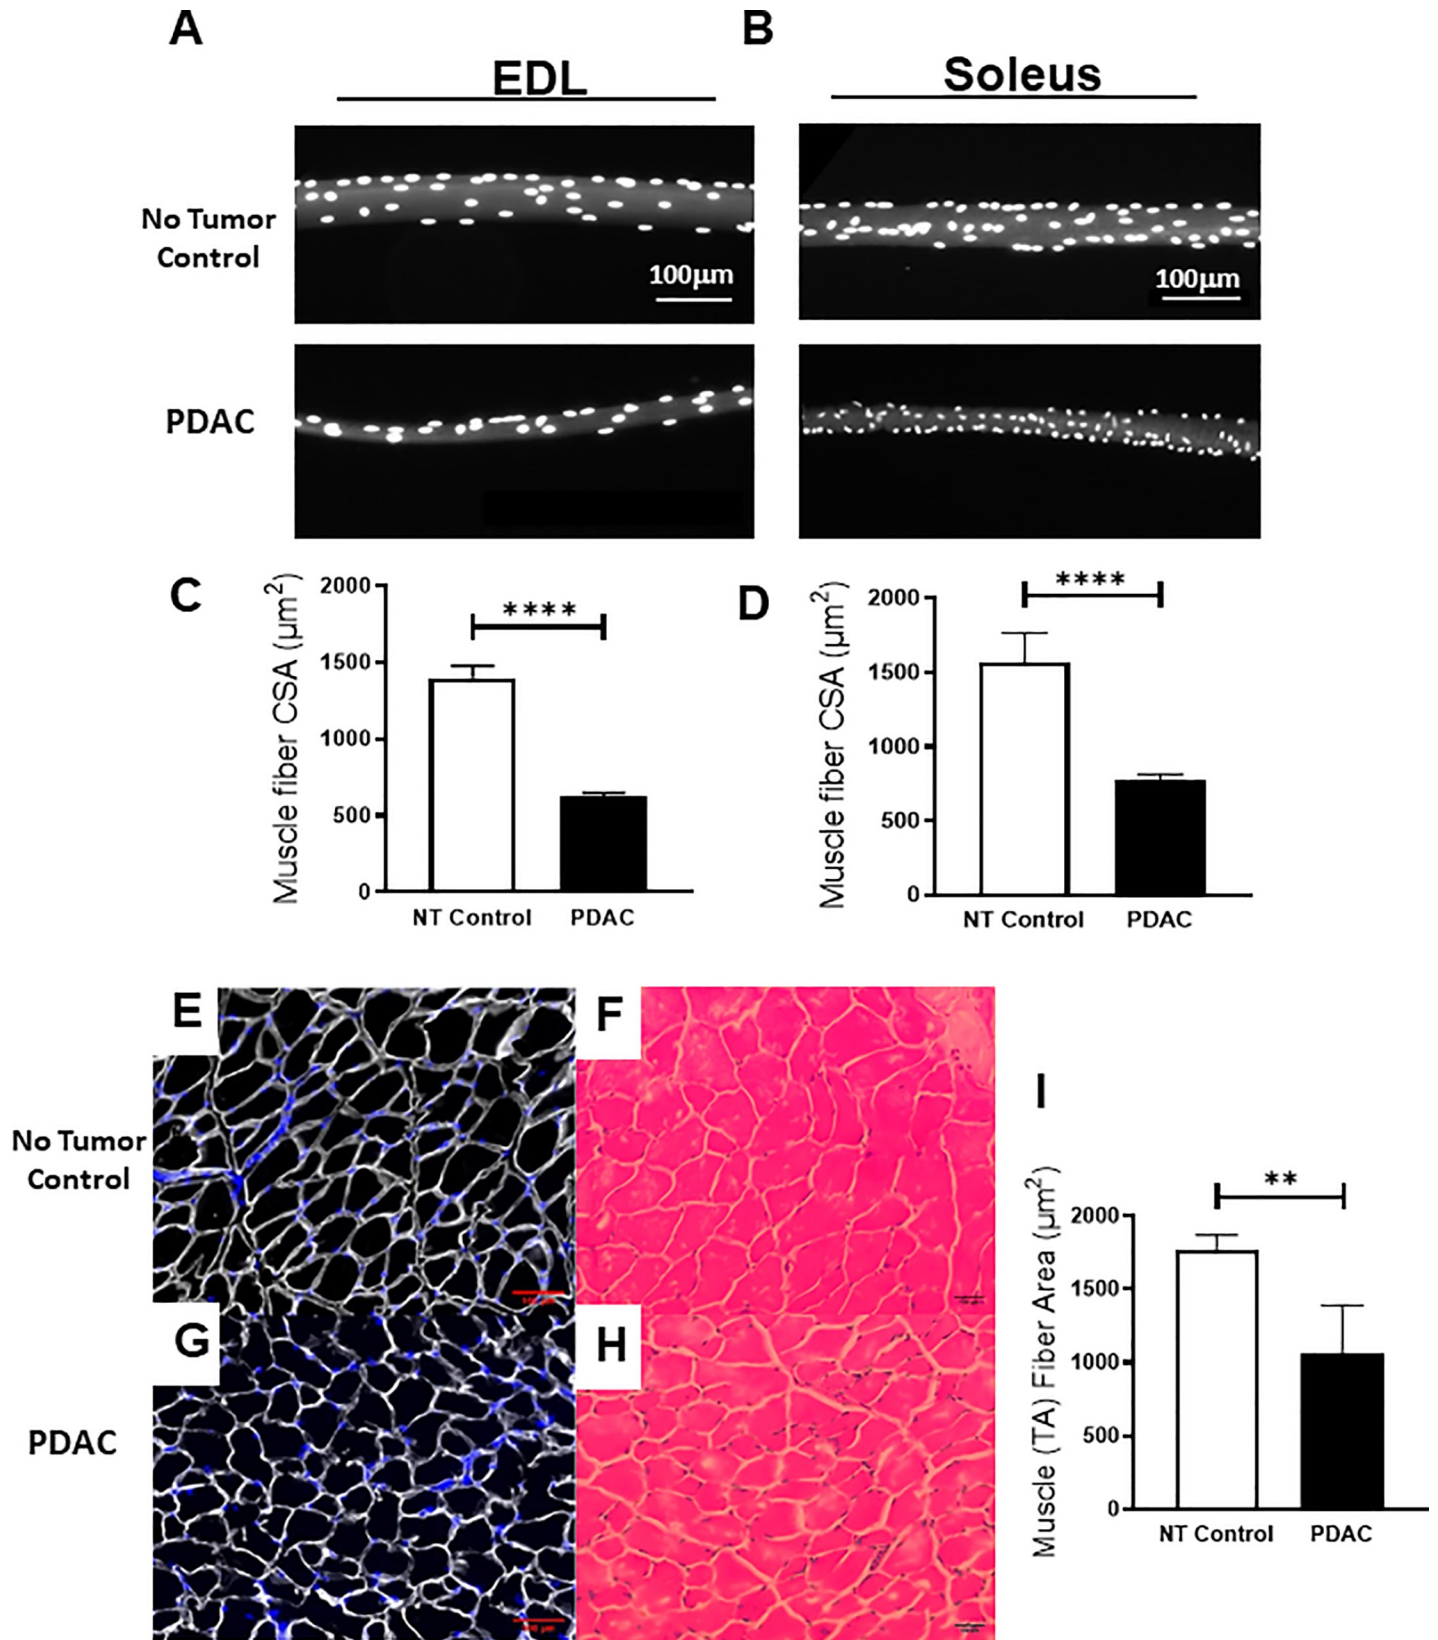 A
B
EDL
Soleus
No Tumor
Control
100μm
100μm
PDAC
C
Muscle fiber CSA (μm²)
2000
1500
1000
500
0
****
NT Control
PDAC
D
Muscle fiber CSA (μm²)
2000
1500
1000
500
0
****
NT Control
PDAC
E
F
No Tumor
Control
G
H
PDAC
I
Muscle (TA) Fiber Area (μm²)
2000
1500
1000
500
0
**
NT Control
PDAC